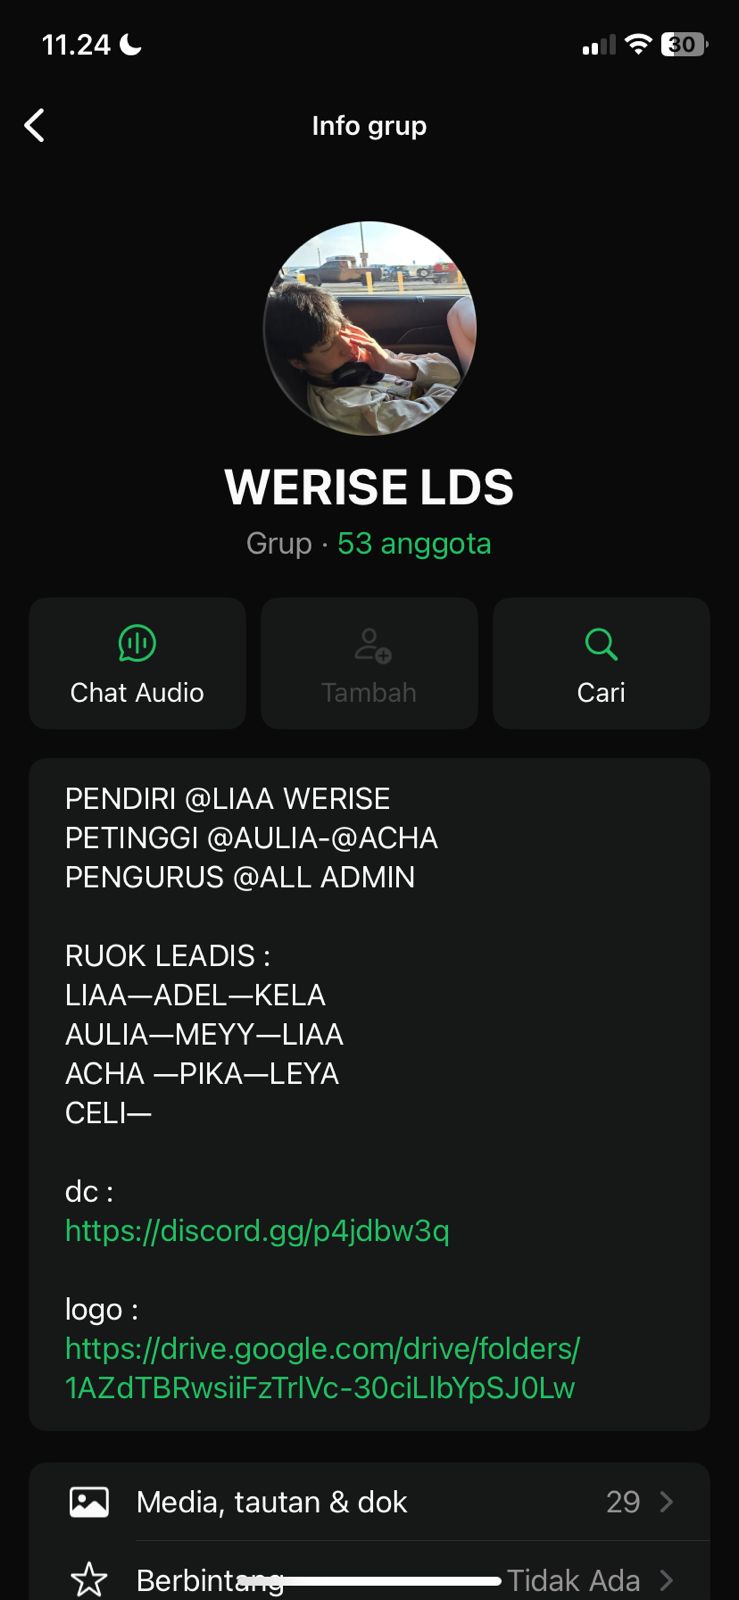 11.24
30
Info grup
WERISE LDS
Grup · 53 anggota
Chat Audio
Tambah
Cari
PENDIRI @LIAA WERISE
PETINGGI @AULIA-@ACHA
PENGURUS @ALL ADMIN
RUOK LEADIS :
LIAA—ADEL—KELA
AULIA—MEYY—LIAA
ACHA —PIKA—LEYA
CELI—
dc :
https://discord.gg/p4jdbw3q
logo :
https://drive.google.com/drive/folders/
1AZdTBRwsiiFzTrlVc-30ciLlbYpSJ0Lw
Media, tautan & dok 29
Berbintang Tidak Ada